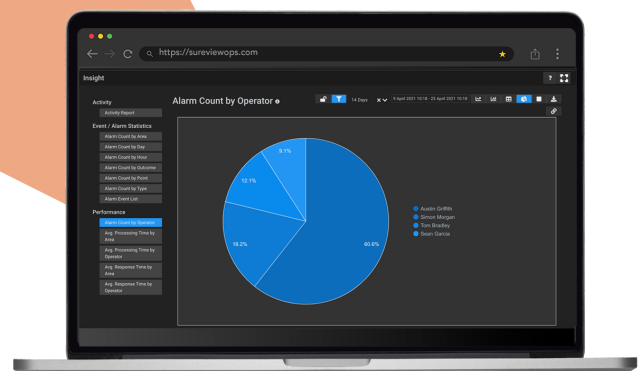 https://sureviewops.com
Insight
?
Activity
Activity Report
Event / Alarm Statistics
Alarm Count by Area
Alarm Count by Day
Alarm Count by Hour
Alarm Count by Outcome
Alarm Count by Point
Alarm Count by Type
Alarm Event List
Performance
Alarm Count by Operator
Avg. Processing Time by
Area
Avg. Processing Time by
Operator
Avg. Response Time by
Area
Avg. Response Time by
Operator
Alarm Count by Operator
14 Days
9 April 2021 10:18 - 23 April 2021 10:18
9.1%
12.1%
18.2%
60.6%
Austin Griffith
Simon Morgan
Tom Bradley
Sean Garcia